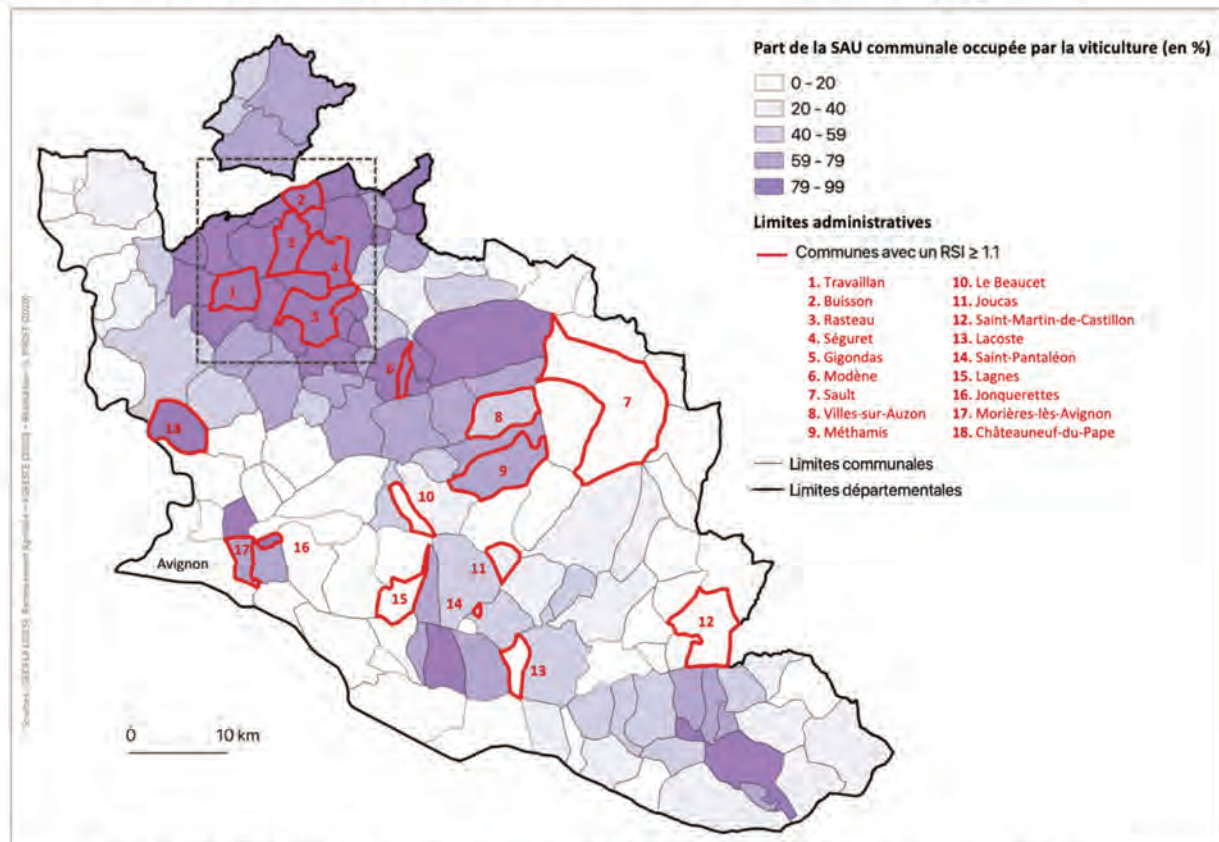 Part de la SAU communale occupée par la viticulture (en %)
0 - 20
20 - 40
40 - 59
59 - 79
79 - 99
Limites administratives
Communes avec un RSI ≥ 1.1
1. Travaillan
2. Buisson
3. Rasteau
4. Séguret
5. Gigondas
6. Modène
7. Sault
8. Villes-sur-Auzon
9. Méthamis
10. Le Beaucet
11. Joucas
12. Saint-Martin-de-Castillon
13. Lacoste
14. Saint-Pantaléon
15. Lagnes
16. Jonquerettes
17. Morières-lès-Avignon
18. Châteauneuf-du-Pape
Limites communales
Limites départementales
2
3
4
1
5
6
7
8
18
9
10
17
16
Avignon
11
15
14
12
13
0 10 km